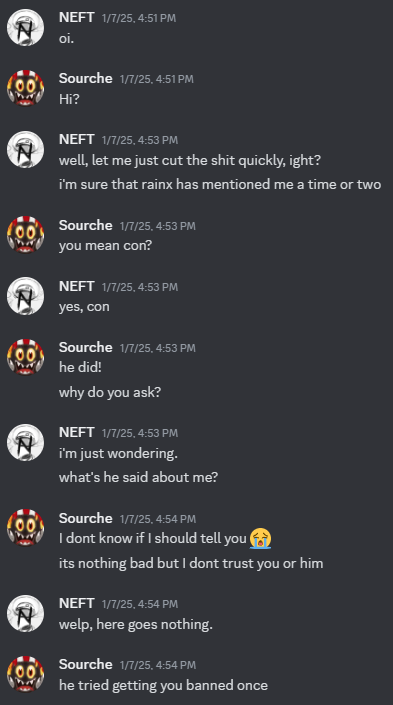 NEFT 1/7/25, 4:51 PM
oi.
Sourche 1/7/25, 4:51 PM
Hi?
NEFT 1/7/25, 4:53 PM
well, let me just cut the shit quickly, ight?
i'm sure that rainx has mentioned me a time or two
Sourche 1/7/25, 4:53 PM
you mean con?
NEFT 1/7/25, 4:53 PM
yes, con
Sourche 1/7/25, 4:53 PM
he did!
why do you ask?
NEFT 1/7/25, 4:53 PM
i'm just wondering.
what's he said about me?
Sourche 1/7/25, 4:54 PM
I dont know if I should tell you 😭
its nothing bad but I dont trust you or him
NEFT 1/7/25, 4:54 PM
welp, here goes nothing.
Sourche 1/7/25, 4:54 PM
he tried getting you banned once